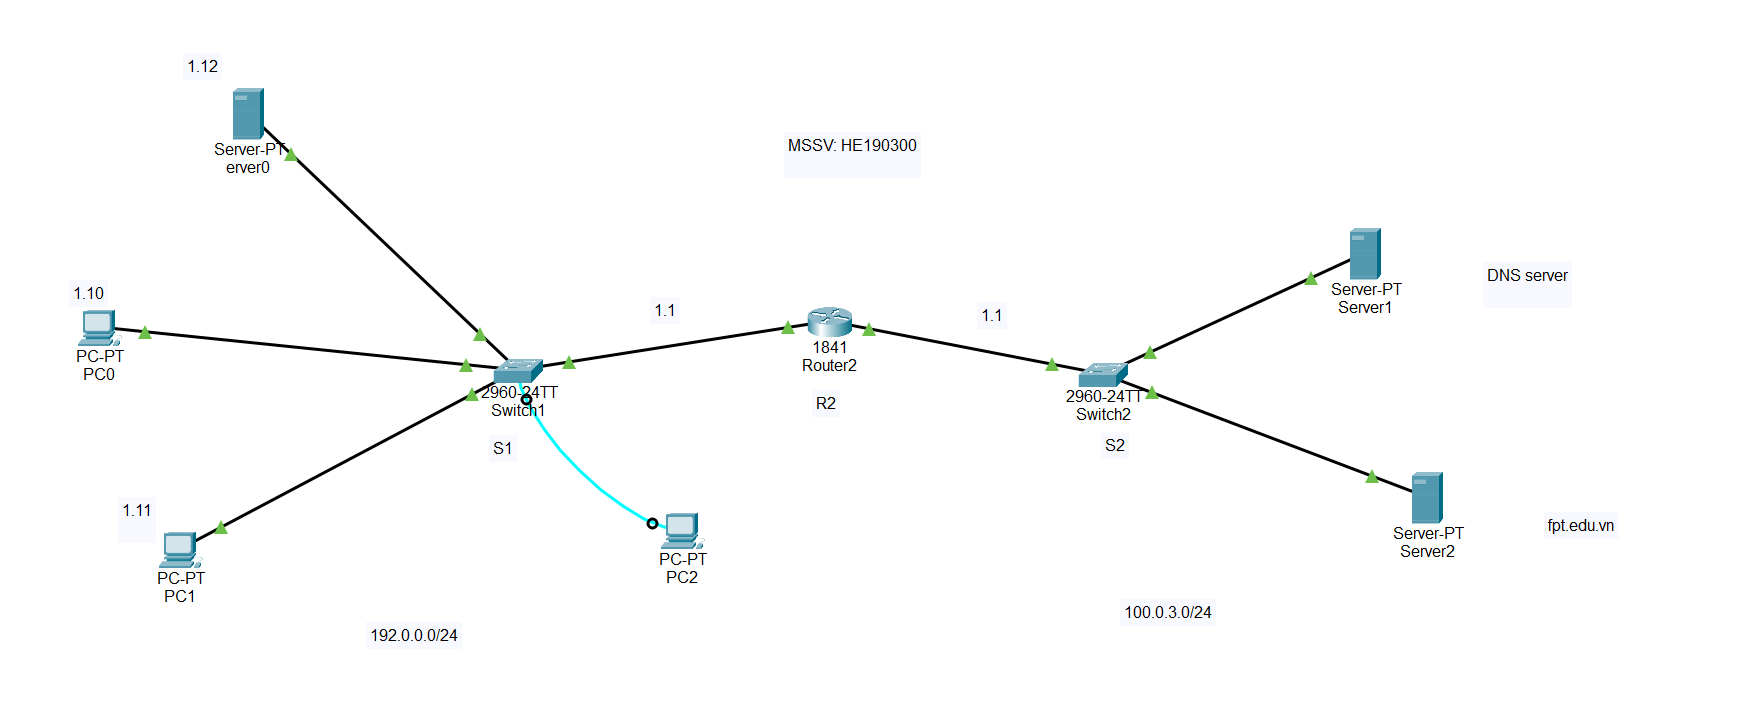 1.12
Server-PT
erver0
MSSV: HE190300
1.10
PC-PT
PC0
1.1
1841
Router2
R2
1.1
Server-PT
Server1
DNS server
2960-24TT
Switch1
S1
2960-24TT
Switch2
S2
1.11
PC-PT
PC1
PC-PT
PC2
Server-PT
Server2
fpt.edu.vn
192.0.0.0/24
100.0.3.0/24